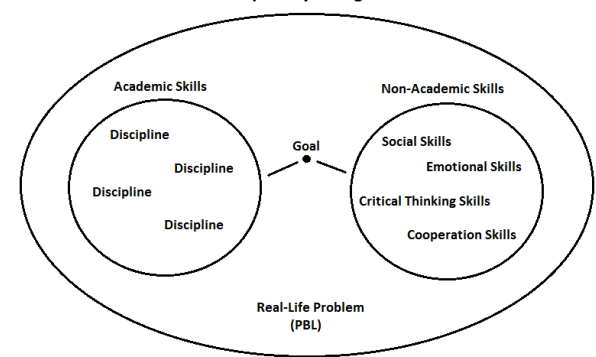 Academic Skills
Non-Academic Skills
Discipline
Discipline
Discipline
Discipline
Goal
Social Skills
Emotional Skills
Critical Thinking Skills
Cooperation Skills
Real-Life Problem
(PBL)